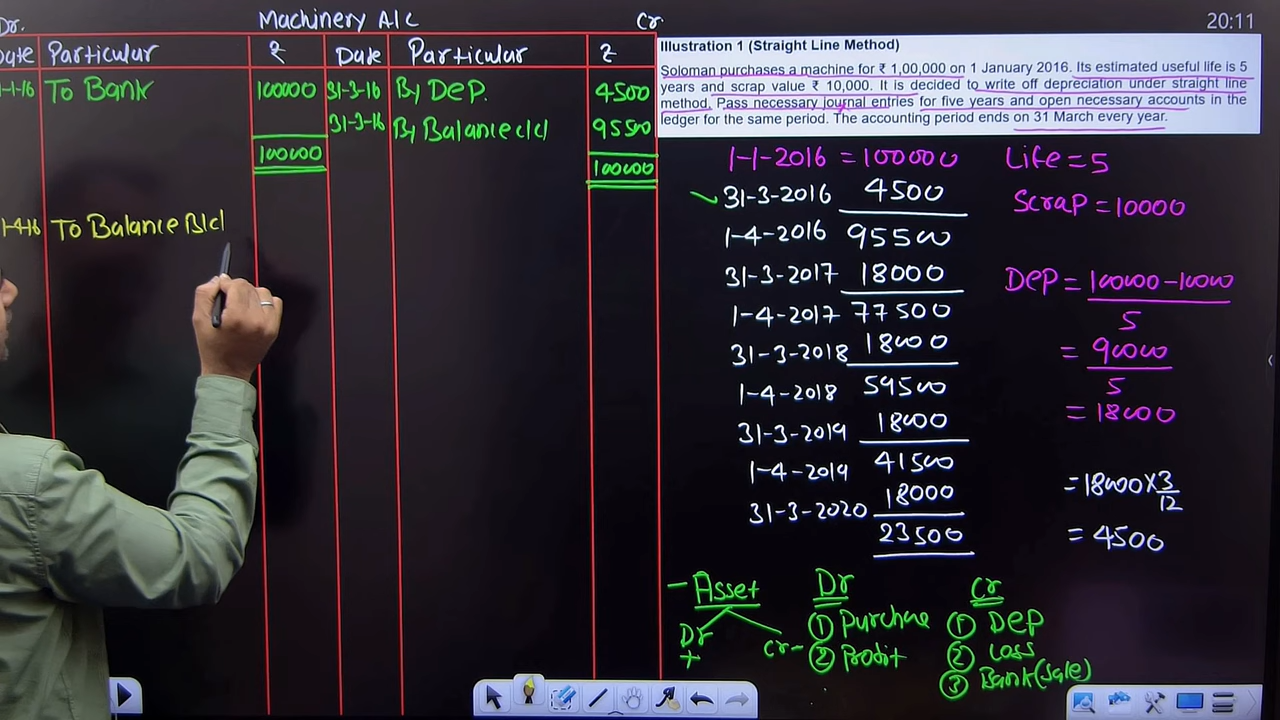 Dr.
Machinery A/C
Cr.
20:11
Date Particular ₹ Date Particular ₹
1-1-16 To Bank 100000 31-3-16 By Dep. 4500
31-3-16 By Balance c/d 95500
100000 100000
1-4-16 To Balance B/d
Illustration 1 (Straight Line Method)
Soloman purchases a machine for ₹ 1,00,000 on 1 January 2016. Its estimated useful life is 5
years and scrap value ₹ 10,000. It is decided to write off depreciation under straight line
method. Pass necessary journal entries for five years and open necessary accounts in the
ledger for the same period. The accounting period ends on 31 March every year.
1-1-2016 = 100000
31-3-2016 4500
1-4-2016 95500
31-3-2017 18000
1-4-2017 77500
31-3-2018 18000
1-4-2018 59500
31-3-2019 18000
1-4-2019 41500
31-3-2020 18000
23500
Life = 5
Scrap = 10000
Dep = 100000 - 10000
5
= 90000
5
= 18000
= 18000 × 3
12
= 4500
- Asset
Dr
+
Cr -
Dr
① Purchase
② Profit
Cr
① Dep
② Loss
③ Bank (Sale)